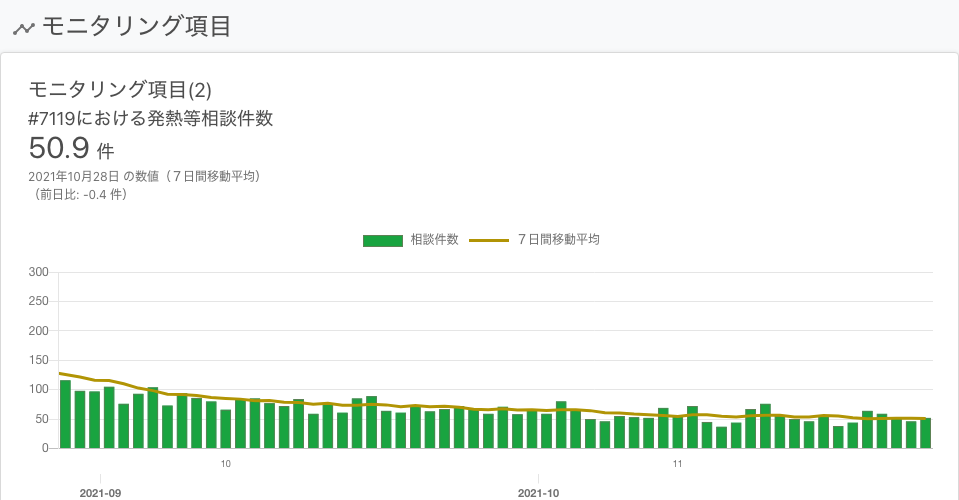 モニタリング項目
モニタリング項目(2)
#7119における発熱等相談件数
50.9 件
2021年10月28日 の数値（７日間移動平均）
（前日比: -0.4 件）
相談件数 ７日間移動平均
300
250
200
150
100
50
0
10 11
2021-09 2021-10